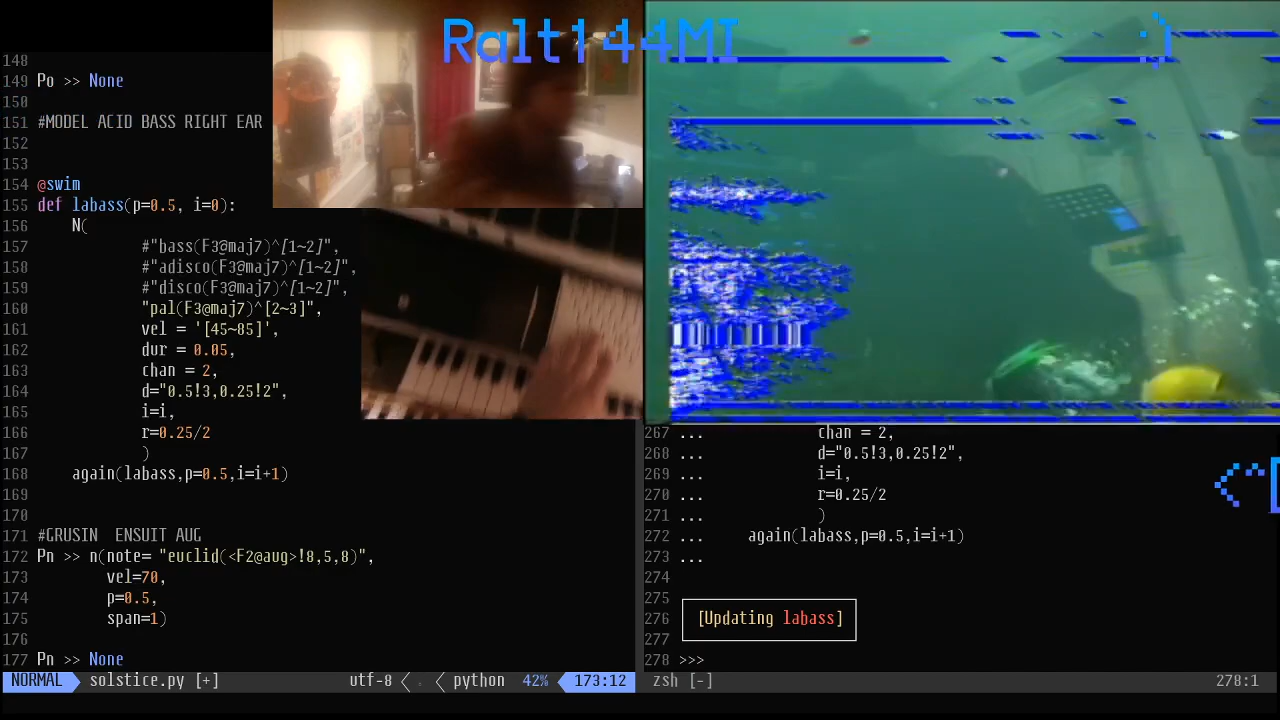 Ralt144MI :)
148
149 Po >> None
150
151 #MODEL ACID BASS RIGHT EAR
152
153
154 @swim
155 def labass(p=0.5, i=0):
156     N(
157             #"bass(F3@maj7)^[1~2]",
158             #"adisco(F3@maj7)^[1~2]",
159             #"disco(F3@maj7)^[1~2]",
160             "pal(F3@maj7)^[2~3]",
161             vel = '[45~85]',
162             dur = 0.05,
163             chan = 2,
164             d="0.5!3,0.25!2",
165             i=i,
166             r=0.25/2
167             )
168     again(labass,p=0.5,i=i+1)
169
170
171 #GRUSIN  ENSUIT AUG
172 Pn >> n(note= "euclid(<F2@aug>!8,5,8)",
173         vel=70,
174         p=0.5,
175         span=1)
176
177 Pn >> None
NORMAL solstice.py [+] utf-8 < < python 42% 173:12
267 ...             chan = 2,
268 ...             d="0.5!3,0.25!2",
269 ...             i=i,
270 ...             r=0.25/2
271 ...             )
272 ...     again(labass,p=0.5,i=i+1)
273 ...
274
275
276 [Updating labass]
277
278 >>>
zsh [-] 278:1